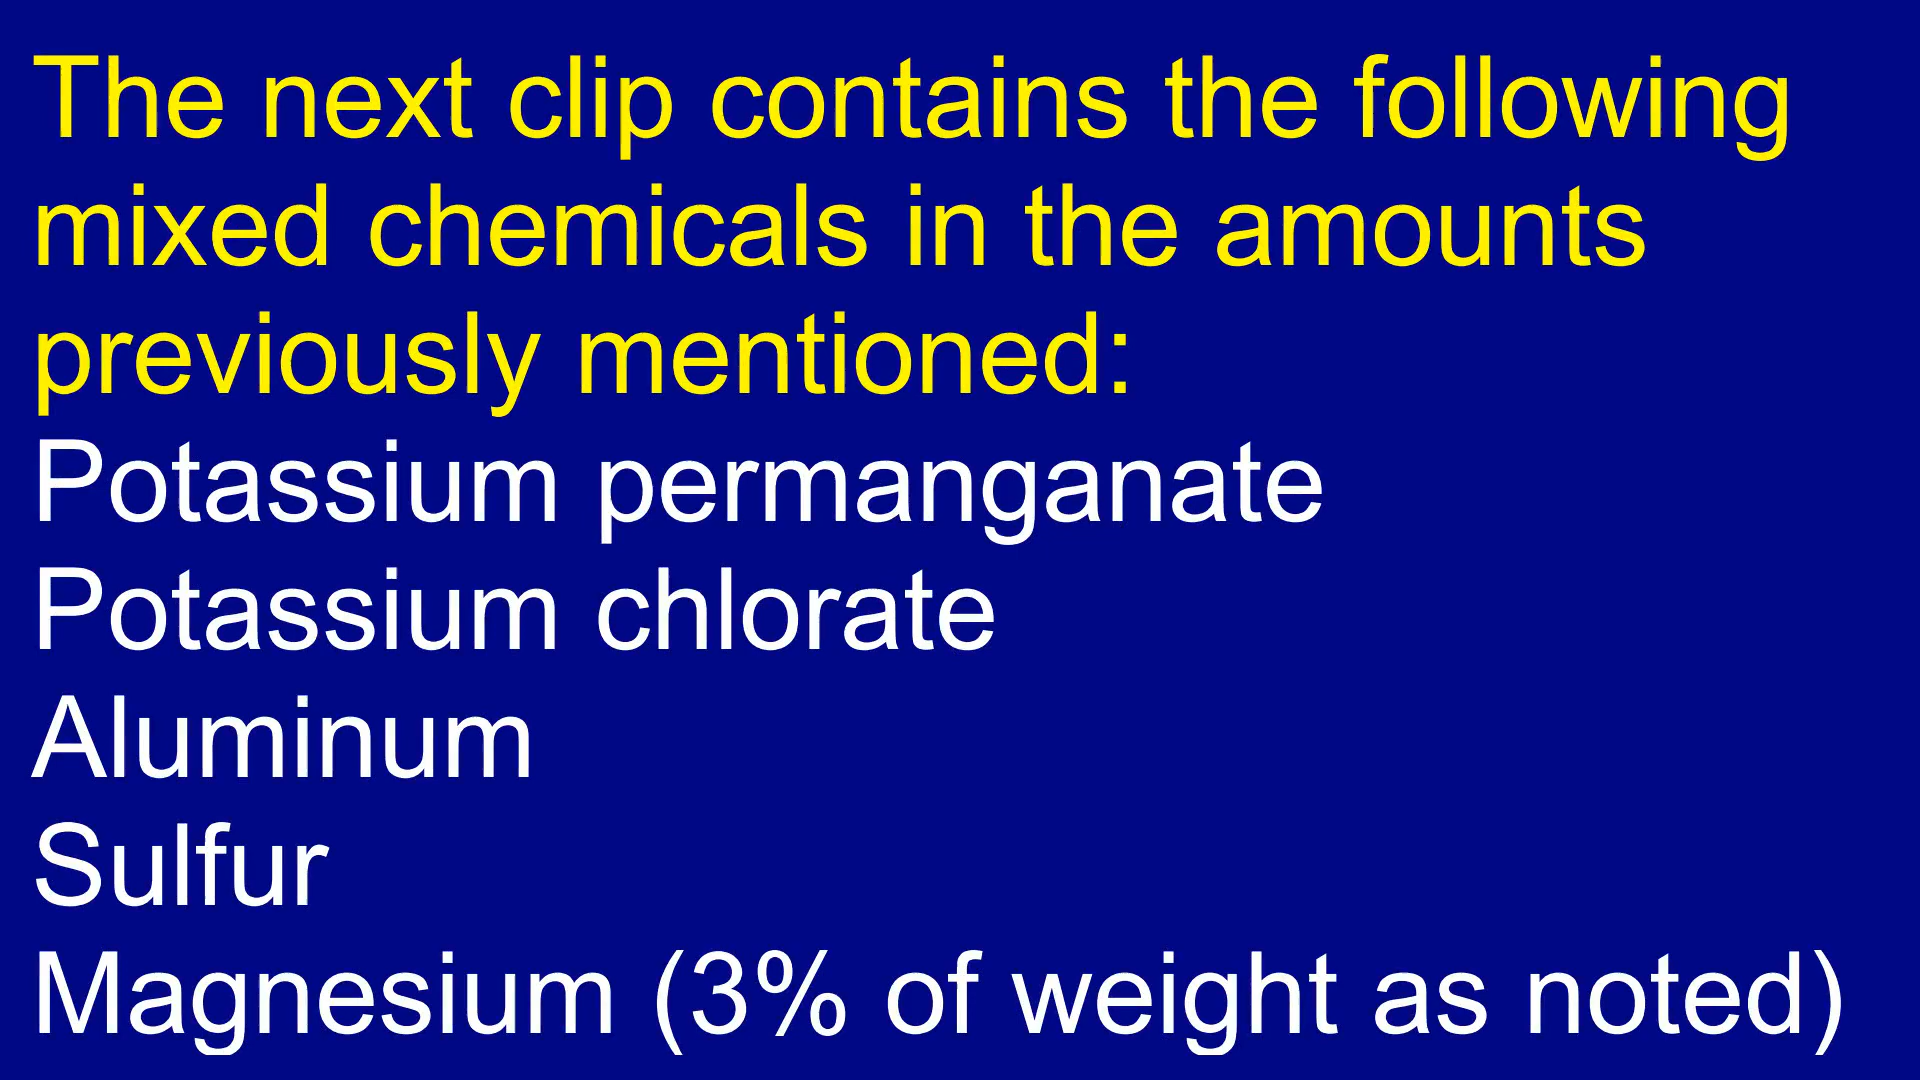 The next clip contains the following
mixed chemicals in the amounts
previously mentioned:
Potassium permanganate
Potassium chlorate
Aluminum
Sulfur
Magnesium (3% of weight as noted)